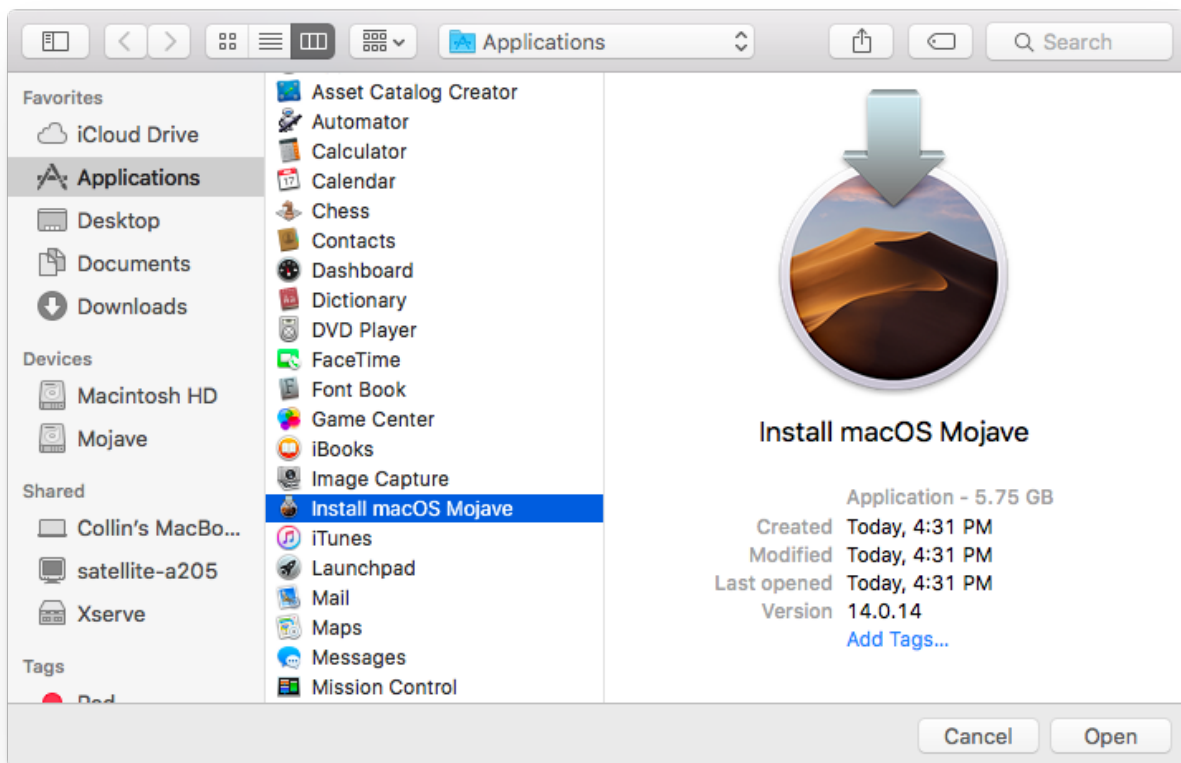 Applications
Search
Favorites
iCloud Drive
Applications
Desktop
Documents
Downloads
Devices
Macintosh HD
Mojave
Shared
Collin's MacBo...
satellite-a205
Xserve
Tags
Red
Asset Catalog Creator
Automator
Calculator
17
Calendar
Chess
Contacts
Dashboard
Dictionary
DVD Player
FaceTime
Font Book
Game Center
iBooks
Image Capture
Install macOS Mojave
iTunes
Launchpad
Mail
Maps
Messages
Mission Control
Install macOS Mojave
Application - 5.75 GB
Created Today, 4:31 PM
Modified Today, 4:31 PM
Last opened Today, 4:31 PM
Version 14.0.14
Add Tags...
Cancel
Open